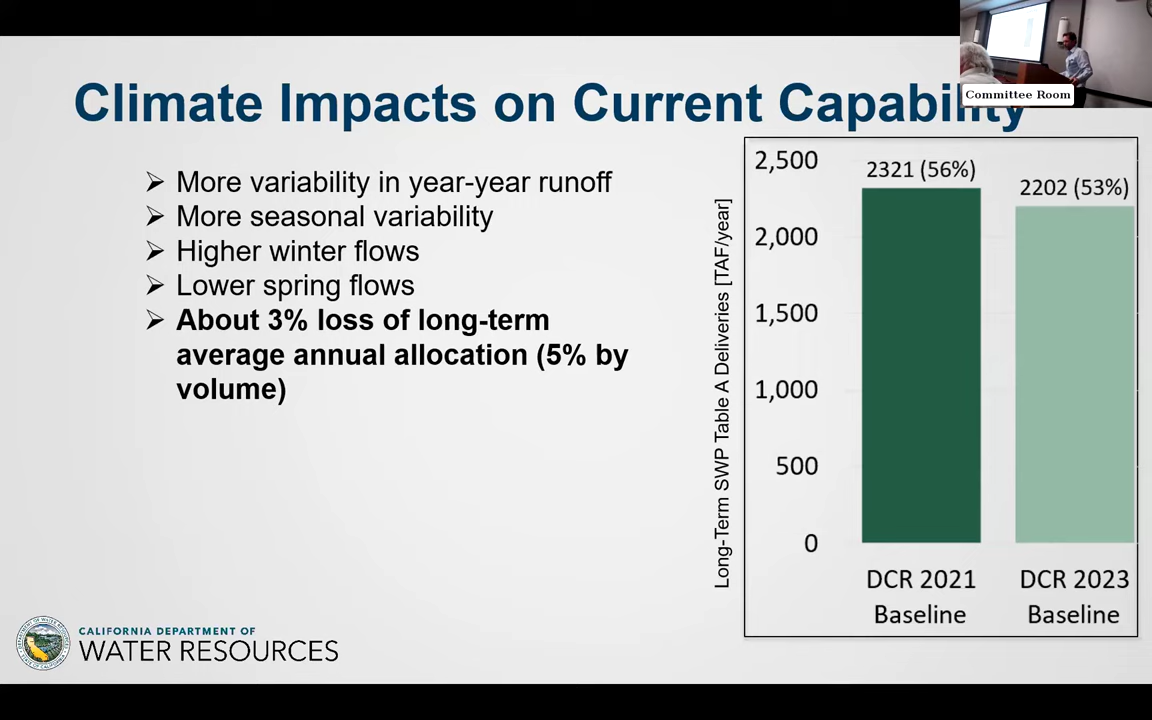 Committee Room
Climate Impacts on Current Capability
➢ More variability in year-year runoff
➢ More seasonal variability
➢ Higher winter flows
➢ Lower spring flows
➢ About 3% loss of long-term
average annual allocation (5% by
volume)
Long-Term SWP Table A Deliveries [TAF/year]
2,500
2,000
1,500
1,000
500
0
2321 (56%)
2202 (53%)
DCR 2021
Baseline
DCR 2023
Baseline
CALIFORNIA DEPARTMENT OF
WATER RESOURCES